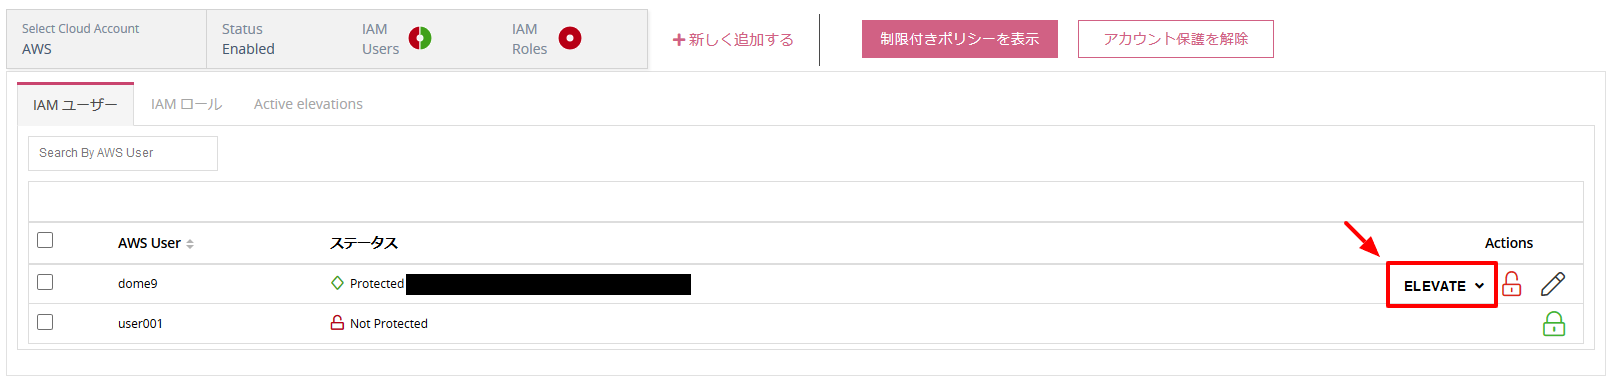 Select Cloud Account
AWS
Status
Enabled
IAM
Users
IAM
Roles
+ 新しく追加する
制限付きポリシーを表示
アカウント保護を解除
IAM ユーザー
IAM ロール
Active elevations
Search By AWS User
AWS User
ステータス
Actions
dome9
Protected
ELEVATE
user001
Not Protected